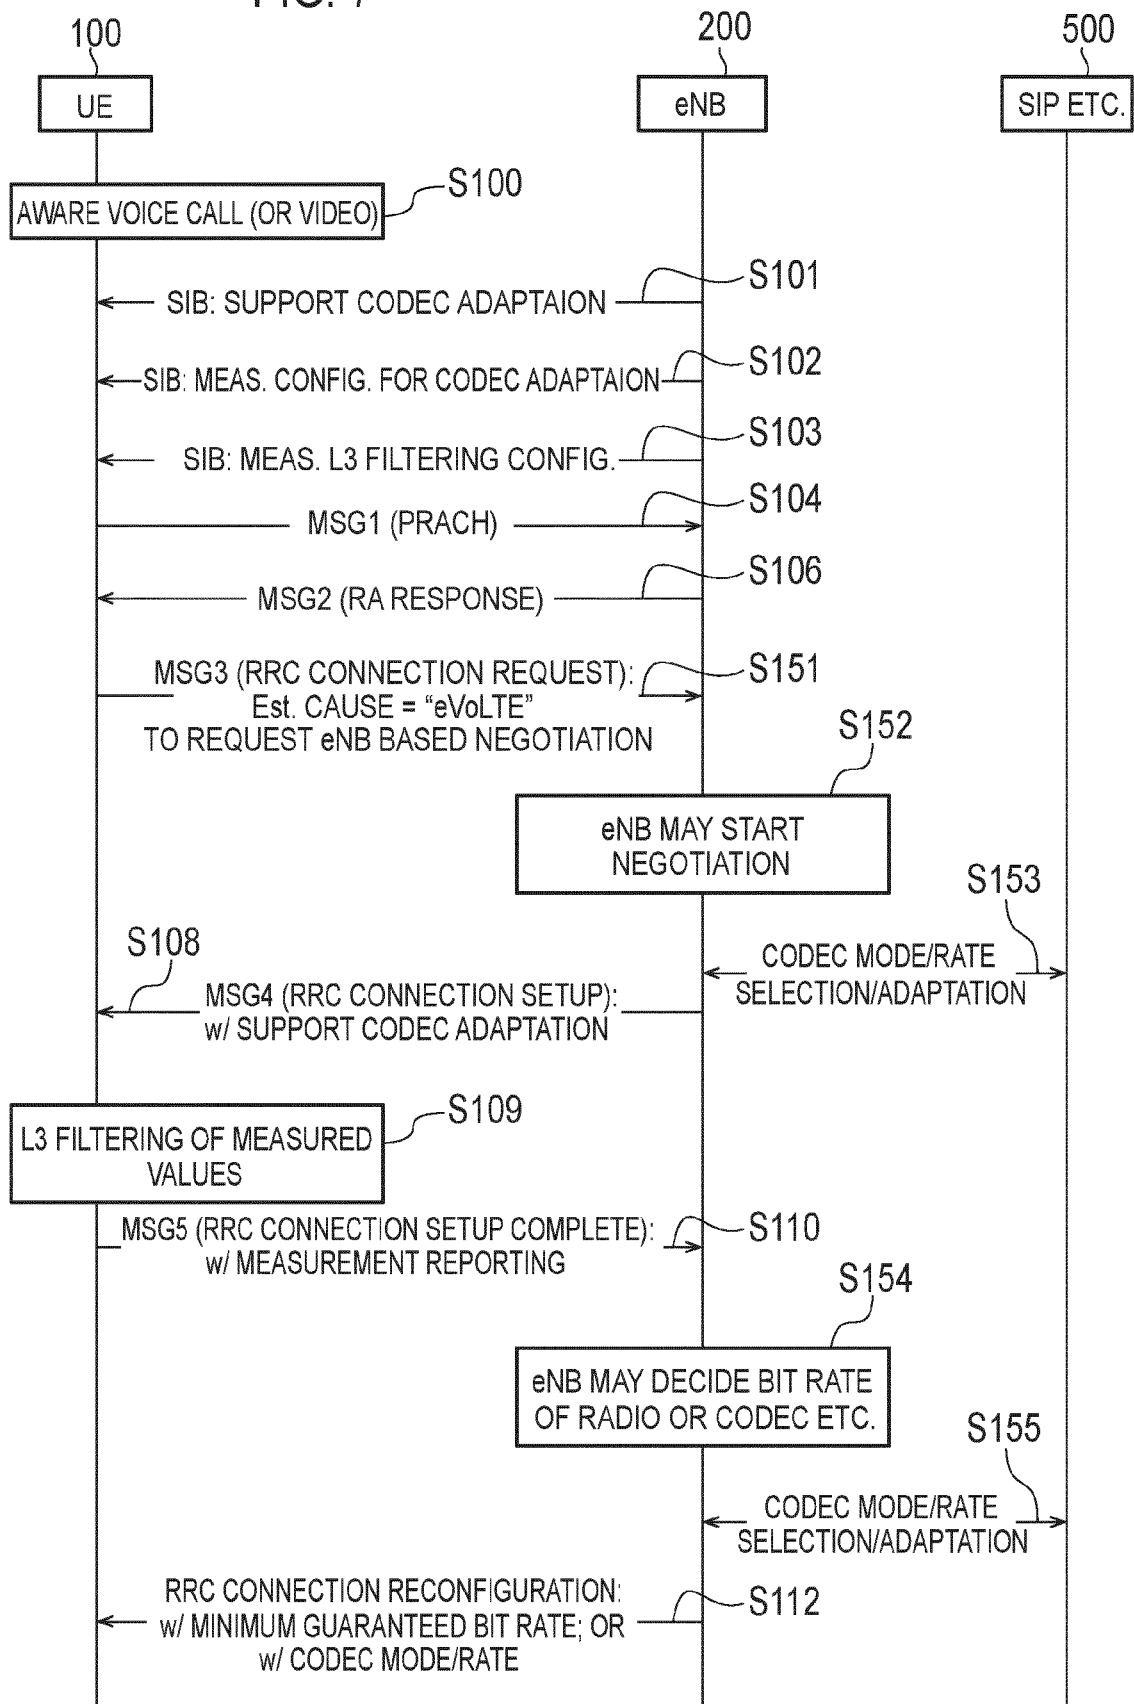 FIG. 7
100
200
500
UE
eNB
SIP ETC.
S100
AWARE VOICE CALL (OR VIDEO)
S101
SIB: SUPPORT CODEC ADAPTAION
S102
SIB: MEAS. CONFIG. FOR CODEC ADAPTAION
S103
SIB: MEAS. L3 FILTERING CONFIG.
S104
MSG1 (PRACH)
S106
MSG2 (RA RESPONSE)
S151
MSG3 (RRC CONNECTION REQUEST):
Est. CAUSE = “eVoLTE”
TO REQUEST eNB BASED NEGOTIATION
S152
eNB MAY START
NEGOTIATION
S153
CODEC MODE/RATE
SELECTION/ADAPTATION
S108
MSG4 (RRC CONNECTION SETUP):
w/ SUPPORT CODEC ADAPTATION
S109
L3 FILTERING OF MEASURED
VALUES
S110
MSG5 (RRC CONNECTION SETUP COMPLETE):
w/ MEASUREMENT REPORTING
S154
eNB MAY DECIDE BIT RATE
OF RADIO OR CODEC ETC.
S155
CODEC MODE/RATE
SELECTION/ADAPTATION
S112
RRC CONNECTION RECONFIGURATION:
w/ MINIMUM GUARANTEED BIT RATE; OR
w/ CODEC MODE/RATE